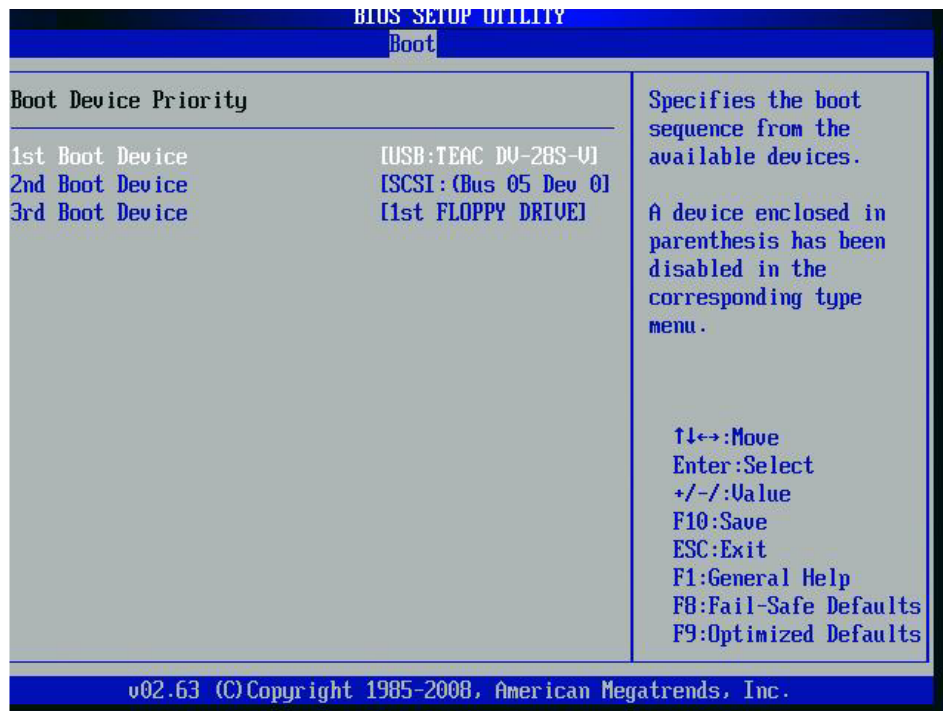 BIOS SETUP UTILITY
Boot
Boot Device Priority
1st Boot Device [USB:TEAC DV-28S-V]
2nd Boot Device [SCSI:(Bus 05 Dev 0]
3rd Boot Device [1st FLOPPY DRIVE]
Specifies the boot
sequence from the
available devices.
A device enclosed in
parenthesis has been
disabled in the
corresponding type
menu.
↑↓←→:Move
Enter:Select
+/-/:Value
F10:Save
ESC:Exit
F1:General Help
F8:Fail-Safe Defaults
F9:Optimized Defaults
v02.63 (C)Copyright 1985-2008, American Megatrends, Inc.